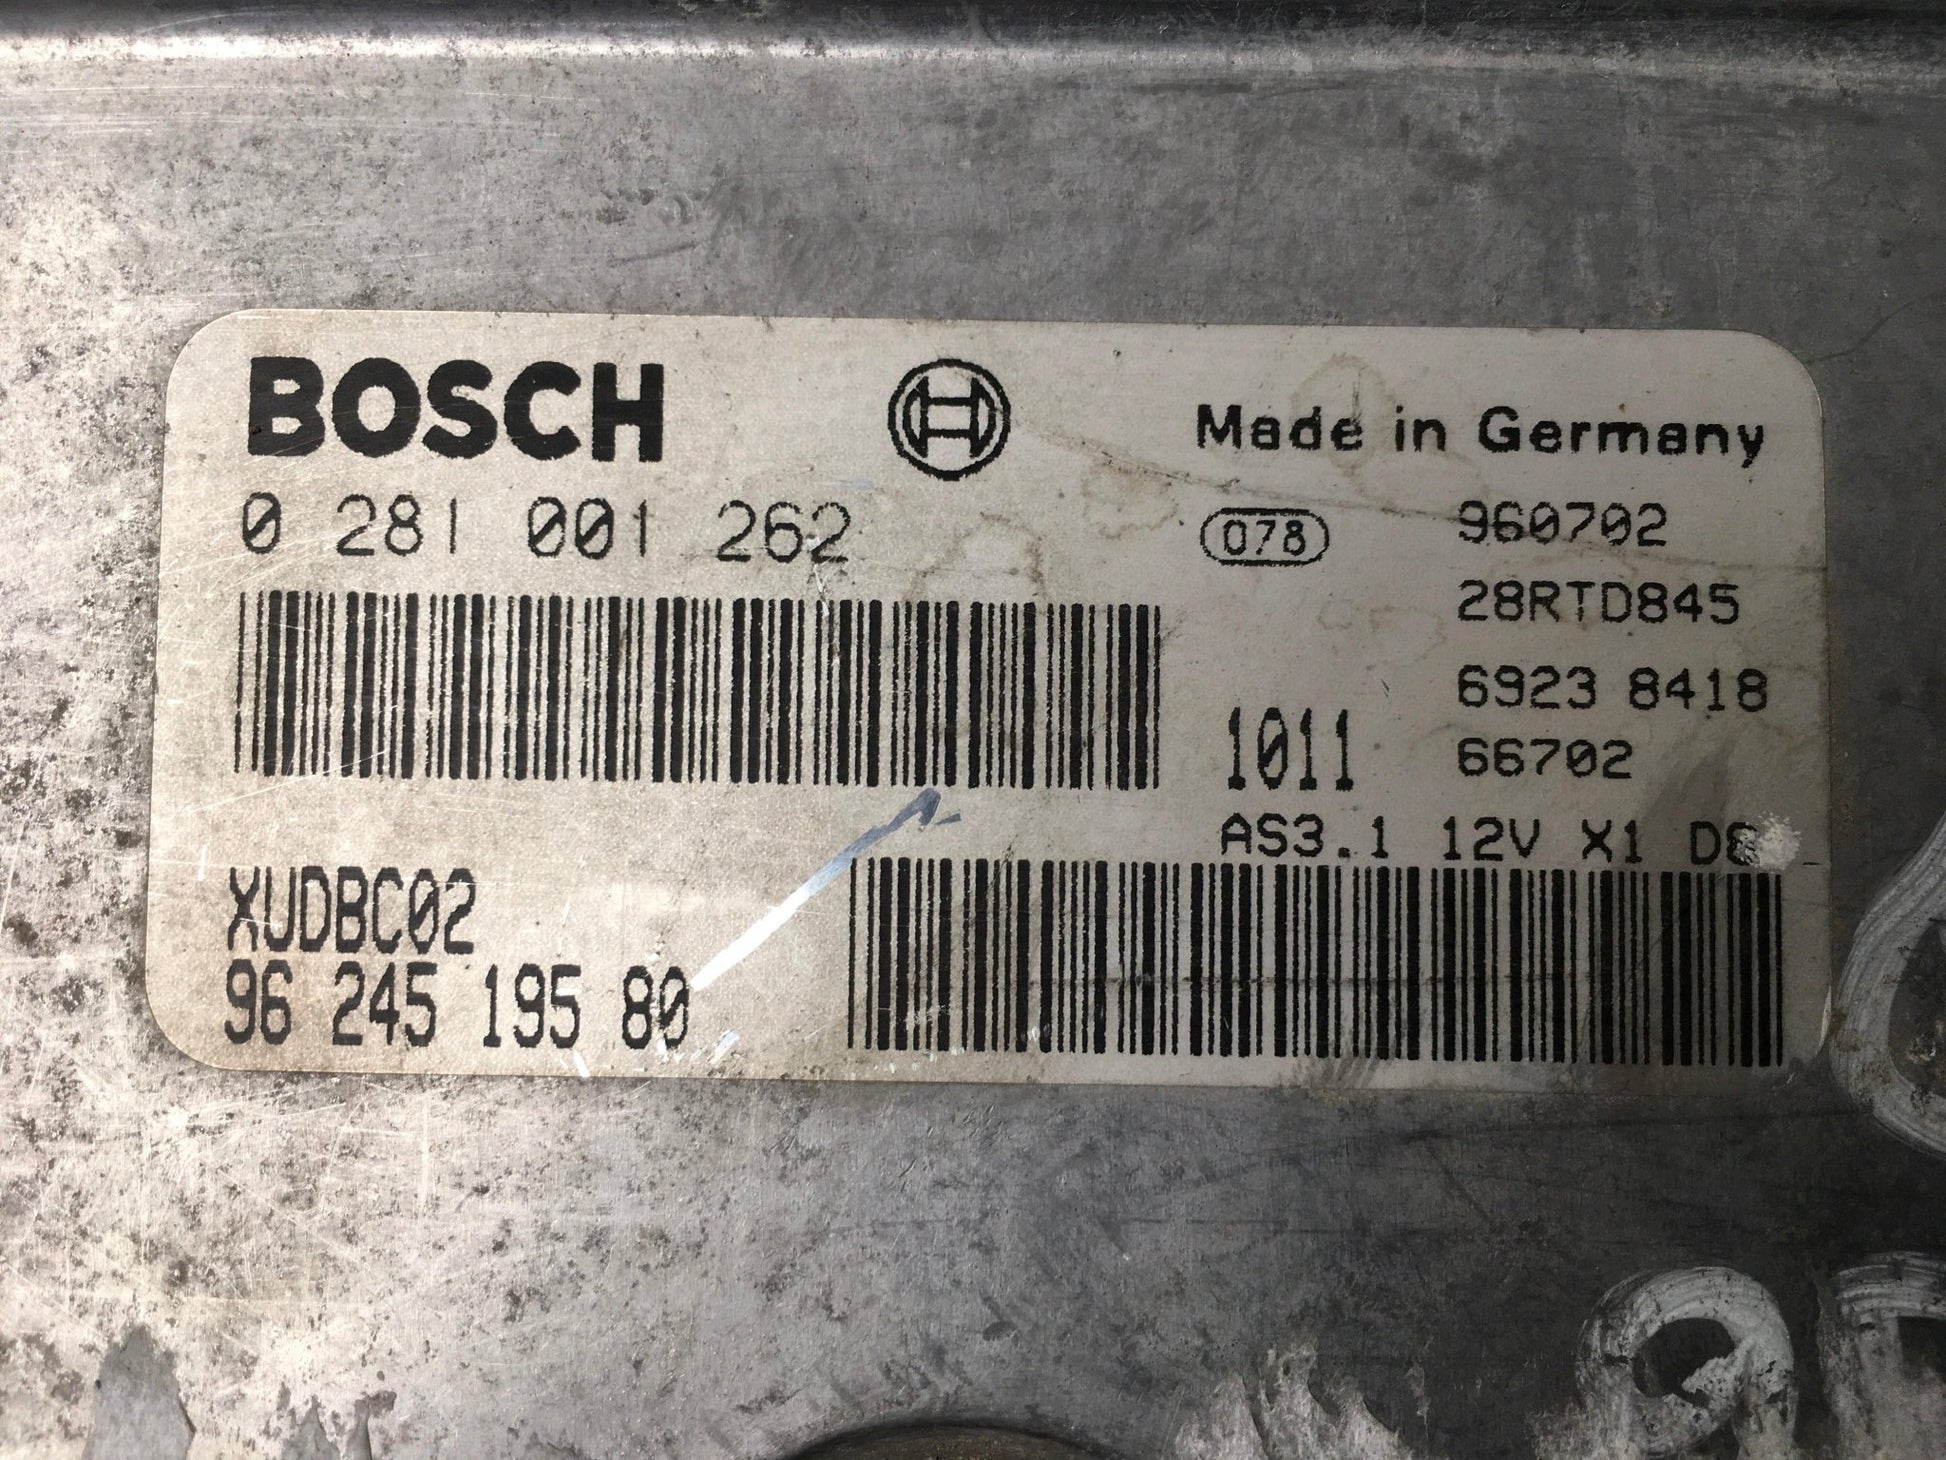 BOSCH
Made in Germany
0 281 001 262
078
960702
28RTD845
6923 8418
1011
66702
AS3.1 12V X1
XUDBC02
96 245 195 80